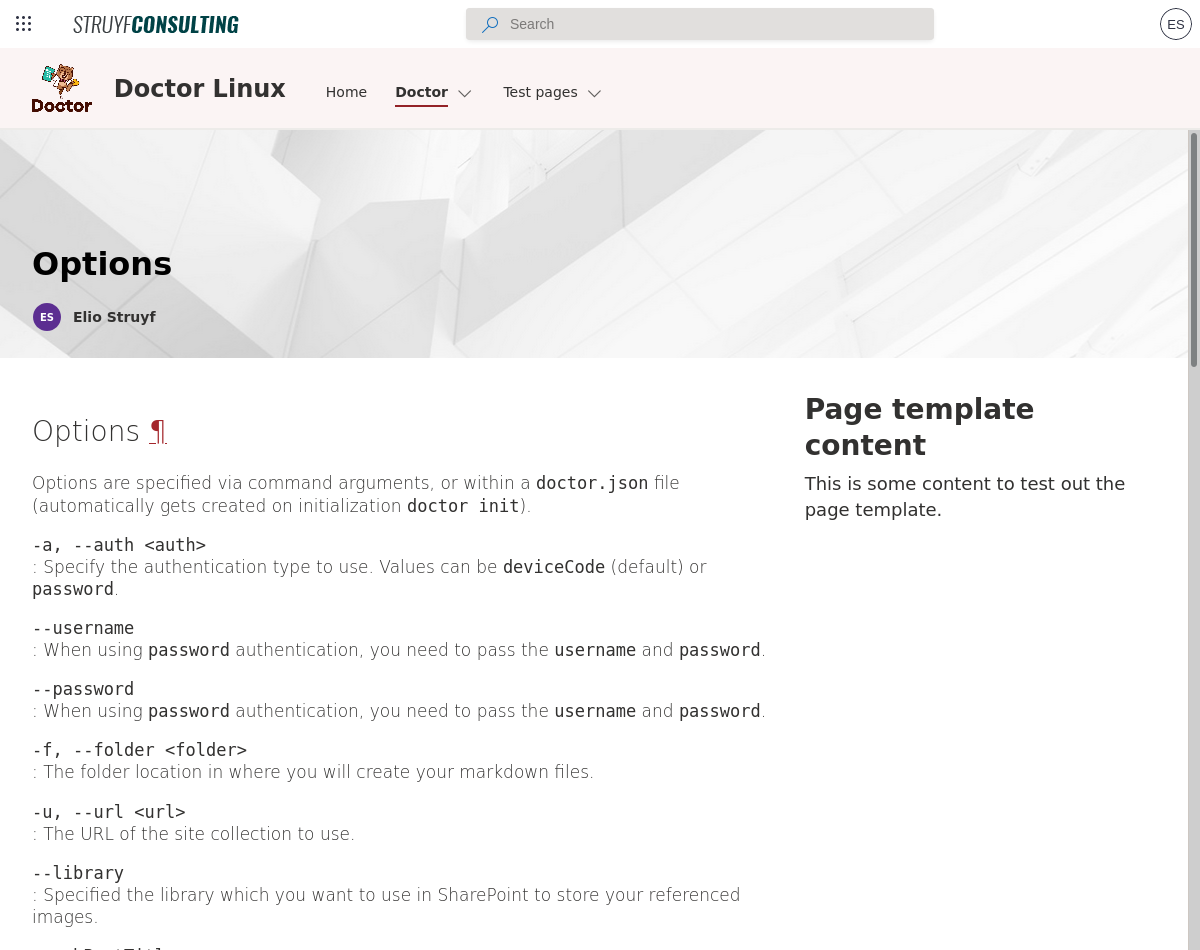 STRUYFCONSULTING
Search
ES
Doctor
Doctor Linux
Home
Doctor
Test pages
Options
ES
Elio Struyf
Options ¶
Options are specified via command arguments, or within a doctor.json file
(automatically gets created on initialization doctor init).
-a, --auth <auth>
: Specify the authentication type to use. Values can be deviceCode (default) or
password.
--username
: When using password authentication, you need to pass the username and password.
--password
: When using password authentication, you need to pass the username and password.
-f, --folder <folder>
: The folder location in where you will create your markdown files.
-u, --url <url>
: The URL of the site collection to use.
--library
: Specified the library which you want to use in SharePoint to store your referenced
images.
Page template
content
This is some content to test out the
page template.